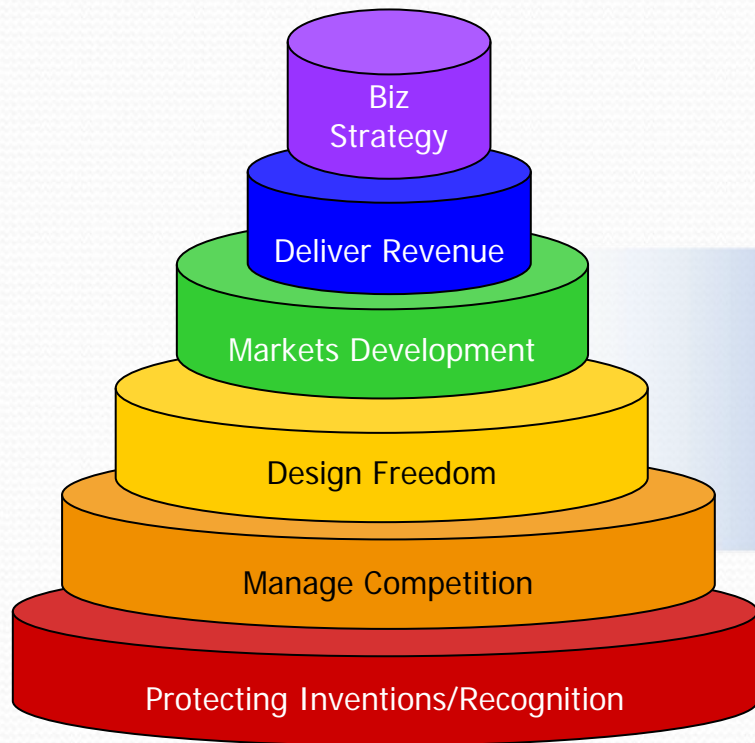 Biz
Strategy
Deliver Revenue
Markets Development
Design Freedom
Manage Competition
Protecting Inventions/Recognition